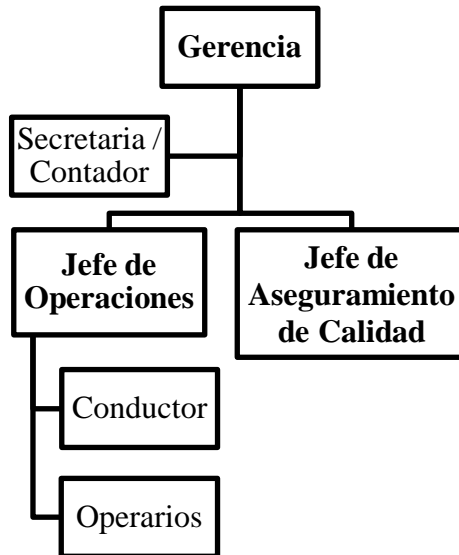 Gerencia
Secretaria /
Contador
Jefe de
Operaciones
Jefe de
Aseguramiento
de Calidad
Conductor
Operarios